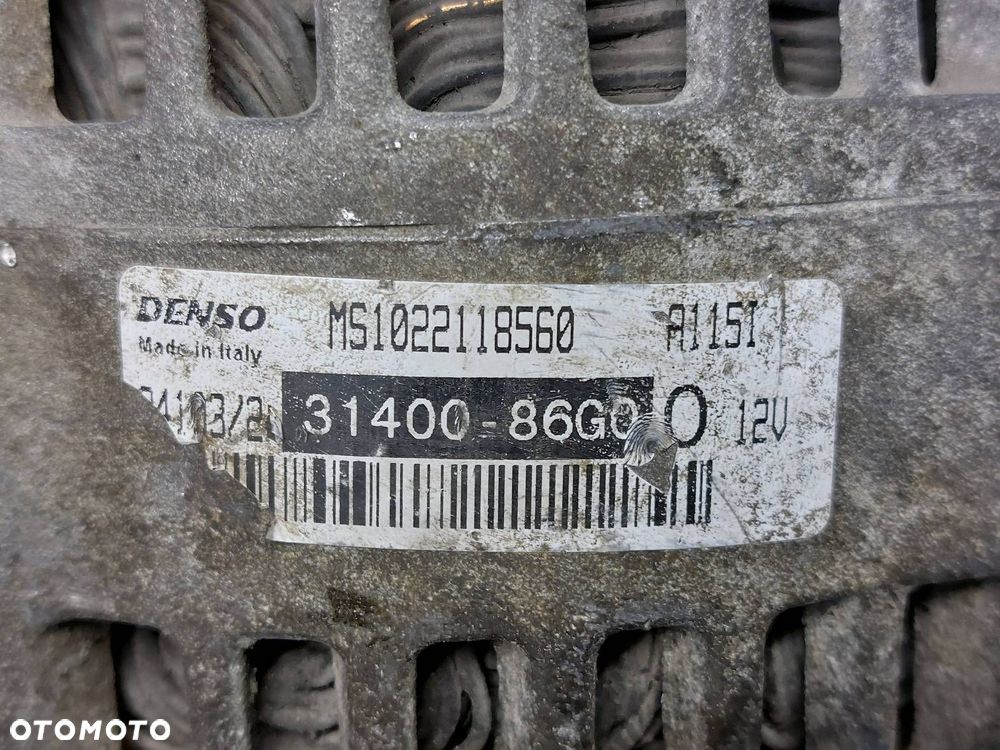 DENSO MS1022118560 A115I
Made in Italy
31400-86G0 O 12V
OTOMOTO